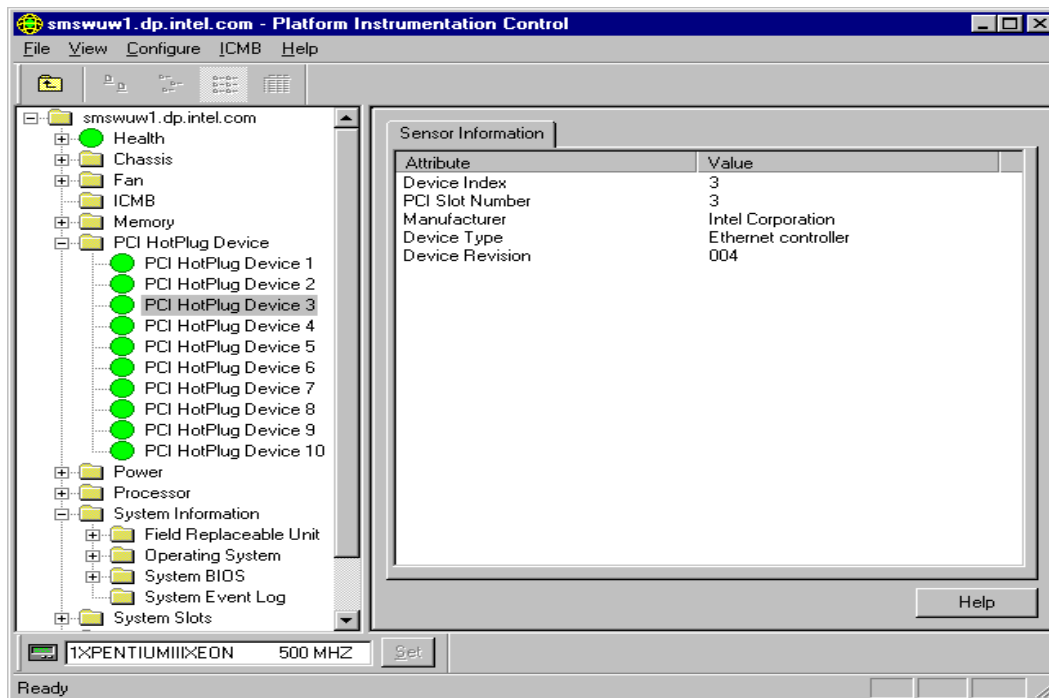 smswuw1.dp.intel.com - Platform Instrumentation Control
File View Configure ICMB Help
smswuw1.dp.intel.com
Health
Chassis
Fan
ICMB
Memory
PCI HotPlug Device
PCI HotPlug Device 1
PCI HotPlug Device 2
PCI HotPlug Device 3
PCI HotPlug Device 4
PCI HotPlug Device 5
PCI HotPlug Device 6
PCI HotPlug Device 7
PCI HotPlug Device 8
PCI HotPlug Device 9
PCI HotPlug Device 10
Power
Processor
System Information
Field Replaceable Unit
Operating System
System BIOS
System Event Log
System Slots
Sensor Information
Attribute Value
Device Index 3
PCI Slot Number 3
Manufacturer Intel Corporation
Device Type Ethernet controller
Device Revision 004
Help
1XPENTIUMIIIXEON 500 MHZ Set
Ready